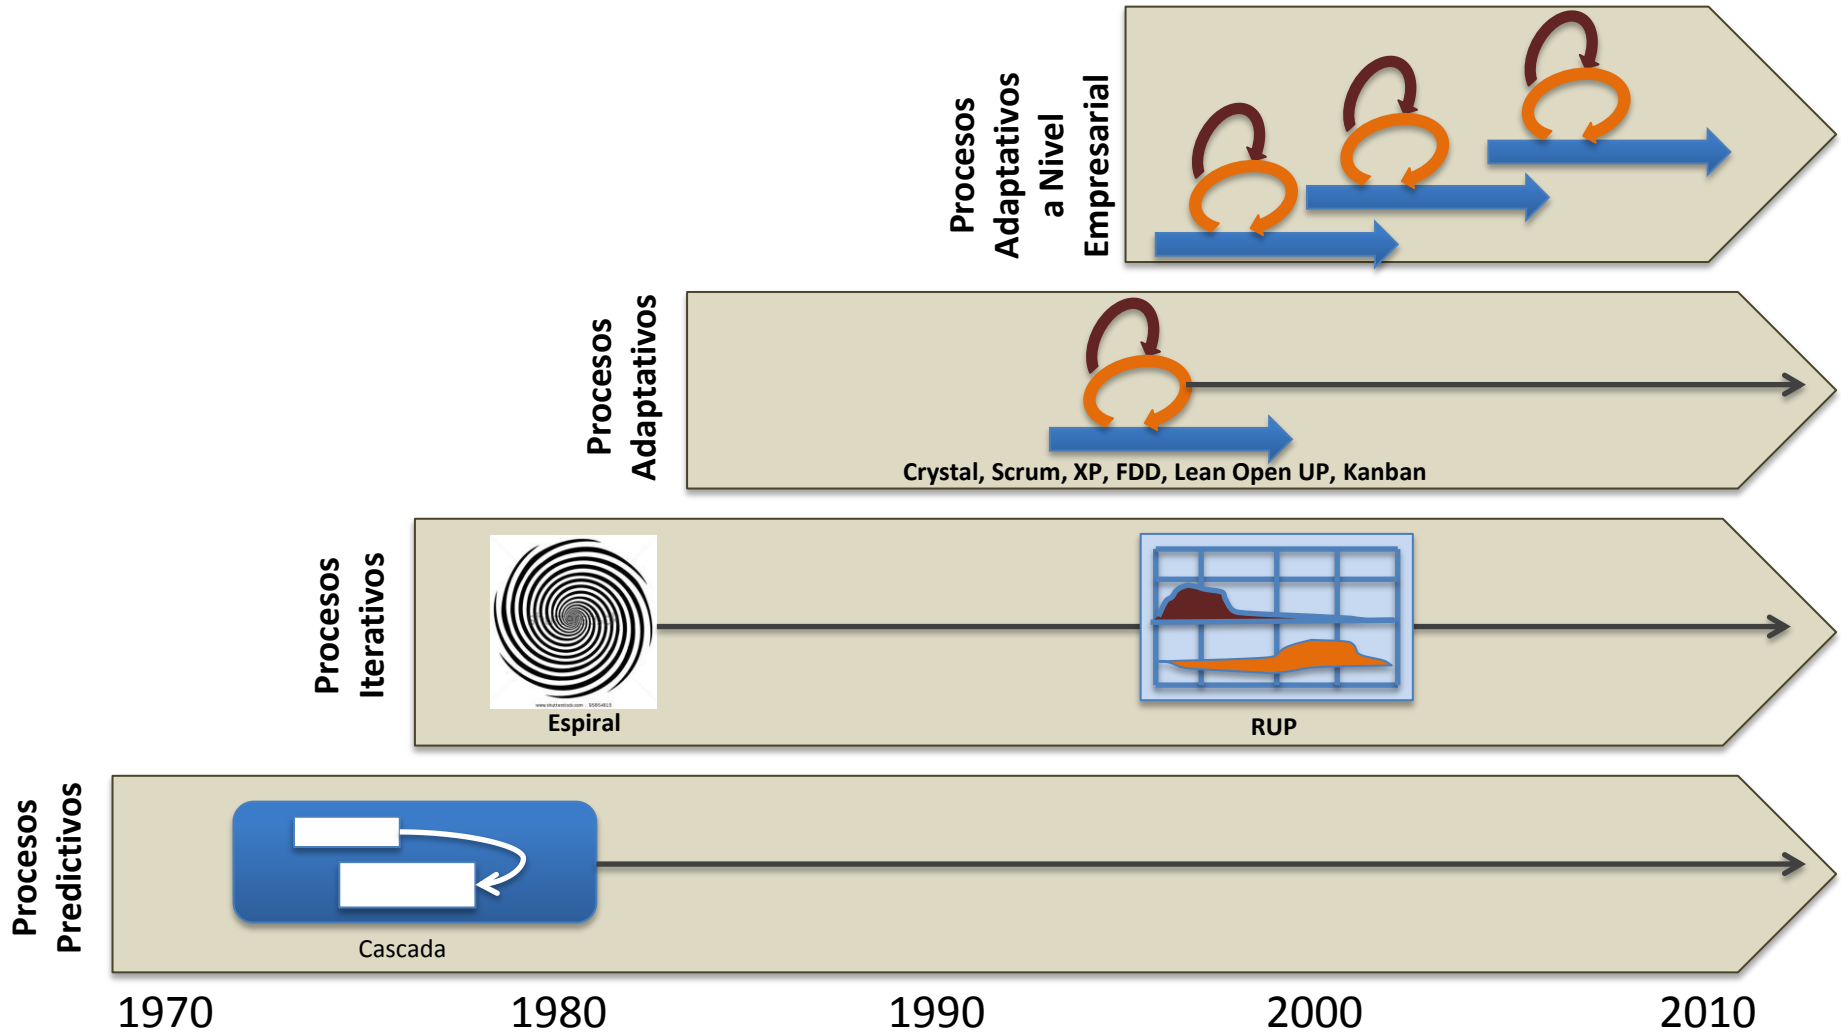 Procesos
Adaptativos
a Nivel
Empresarial
Procesos
Adaptativos
Crystal, Scrum, XP, FDD, Lean Open UP, Kanban
Procesos
Iterativos
Espiral
RUP
Procesos
Predictivos
Cascada
1970
1980
1990
2000
2010